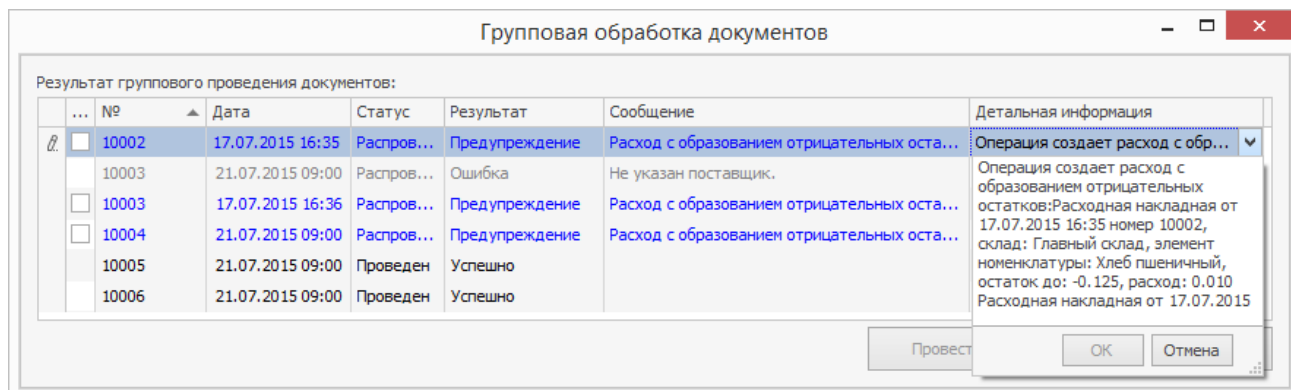 Групповая обработка документов
Результат группового проведения документов:
... № Дата Статус Результат Сообщение Детальная информация
10002 17.07.2015 16:35 Распров... Предупреждение Расход с образованием отрицательных оста... Операция создает расход с обр...
10003 21.07.2015 09:00 Распров... Ошибка Не указан поставщик.
10003 17.07.2015 16:36 Распров... Предупреждение Расход с образованием отрицательных оста...
10004 21.07.2015 09:00 Распров... Предупреждение Расход с образованием отрицательных оста...
10005 21.07.2015 09:00 Проведен Успешно
10006 21.07.2015 09:00 Проведен Успешно
Операция создает расход с
образованием отрицательных
остатков:Расходная накладная от
17.07.2015 16:35 номер 10002,
склад: Главный склад, элемент
номенклатуры: Хлеб пшеничный,
остаток до: -0.125, расход: 0.010
Расходная накладная от 17.07.2015
Провест
ОК Отмена